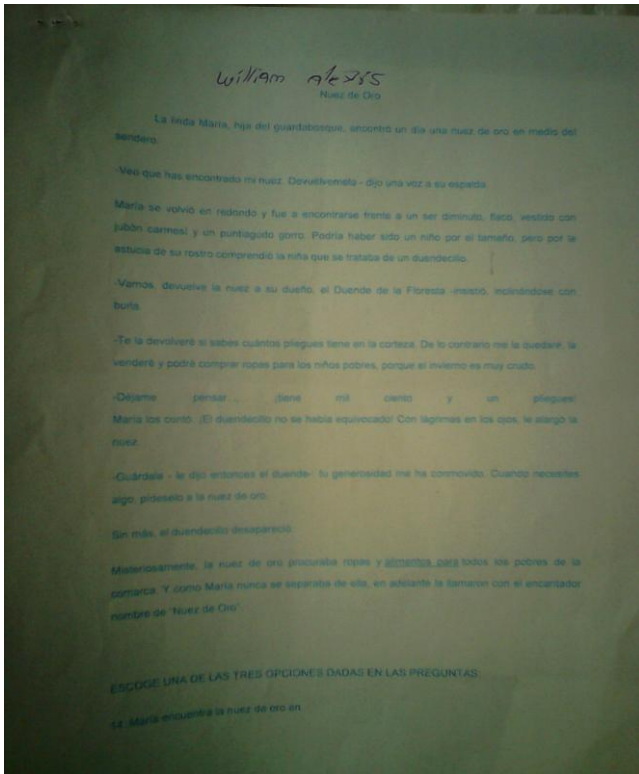 William Alexis
Nuez de Oro
La linda María, hija del guardabosque, encontró un día una nuez de oro en medio del
sendero.
-Veo que has encontrado mi nuez. Devuélvemela - dijo una voz a su espalda.
María se volvió en redondo y fue a encontrarse frente a un ser diminuto, flaco, vestido con
jubón carmesí y un puntiagudo gorro. Podría haber sido un niño por el tamaño, pero por la
astucia de su rostro comprendió la niña que se trataba de un duendecillo.
-Vamos, devuelve la nuez a su dueño, el Duende de la Floresta -insistió, inclinándose con
burla.
-Te la devolveré si sabes cuántos pliegues tiene en la corteza. De lo contrario me la quedaré, la
venderé y podré comprar ropas para los niños pobres, porque el invierno es muy crudo.
-Déjame pensar... ¡tiene mil ciento y un pliegues!
María los contó. ¡El duendecillo no se había equivocado! Con lágrimas en los ojos, le alargó la
nuez.
-Guárdala - le dijo entonces el duende-: tu generosidad me ha conmovido. Cuando necesites
algo, pídeselo a la nuez de oro.
Sin más, el duendecillo desapareció.
Misteriosamente, la nuez de oro procuraba ropas y alimentos para todos los pobres de la
comarca. Y como María nunca se separaba de ella, en adelante la llamaron con el encantador
nombre de "Nuez de Oro".
ESCOGE UNA DE LAS TRES OPCIONES DADAS EN LAS PREGUNTAS:
14. María encuentra la nuez de oro en: